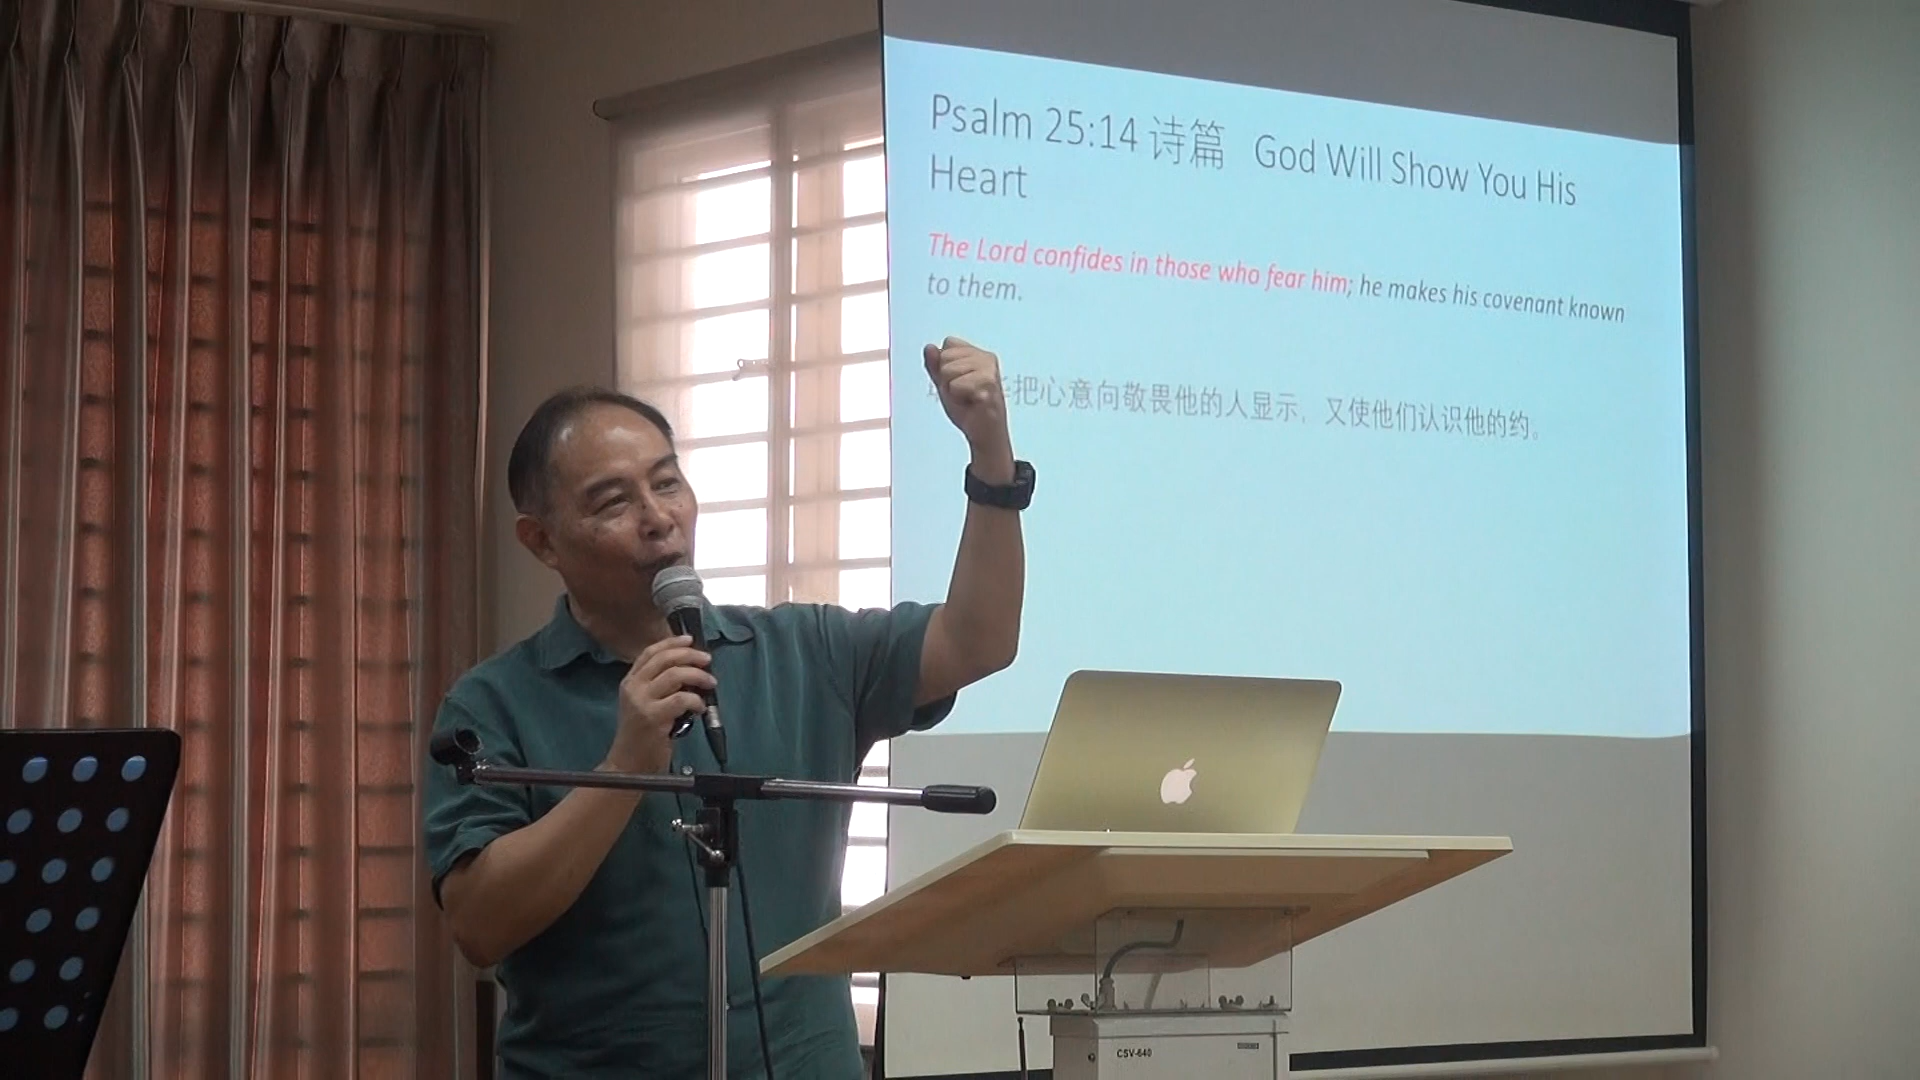 Psalm 25:14 诗篇 God Will Show You His
Heart
The Lord confides in those who fear him; he makes his covenant known
to them.
把心意向敬畏他的人显示，又使他们认识他的约。
CSV-640